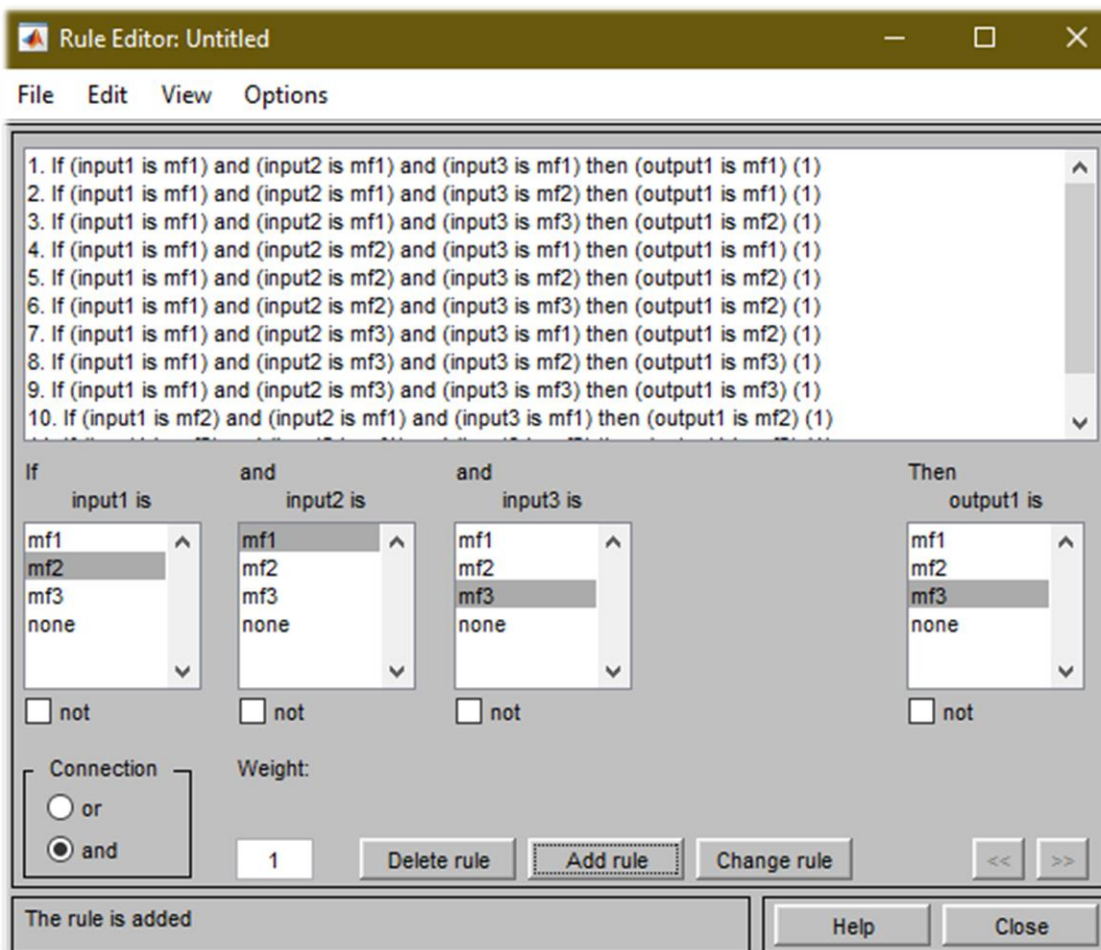 Rule Editor: Untitled
File Edit View Options
1. If (input1 is mf1) and (input2 is mf1) and (input3 is mf1) then (output1 is mf1) (1)
2. If (input1 is mf1) and (input2 is mf1) and (input3 is mf2) then (output1 is mf1) (1)
3. If (input1 is mf1) and (input2 is mf1) and (input3 is mf3) then (output1 is mf2) (1)
4. If (input1 is mf1) and (input2 is mf2) and (input3 is mf1) then (output1 is mf1) (1)
5. If (input1 is mf1) and (input2 is mf2) and (input3 is mf2) then (output1 is mf2) (1)
6. If (input1 is mf1) and (input2 is mf2) and (input3 is mf3) then (output1 is mf2) (1)
7. If (input1 is mf1) and (input2 is mf3) and (input3 is mf1) then (output1 is mf2) (1)
8. If (input1 is mf1) and (input2 is mf3) and (input3 is mf2) then (output1 is mf3) (1)
9. If (input1 is mf1) and (input2 is mf3) and (input3 is mf3) then (output1 is mf3) (1)
10. If (input1 is mf2) and (input2 is mf1) and (input3 is mf1) then (output1 is mf2) (1)
If and and Then
input1 is input2 is input3 is output1 is
mf1 mf1 mf1 mf1
mf2 mf2 mf2 mf2
mf3 mf3 mf3 mf3
none none none none
not not not not
Connection Weight:
or
and 1 Delete rule Add rule Change rule << >>
The rule is added Help Close